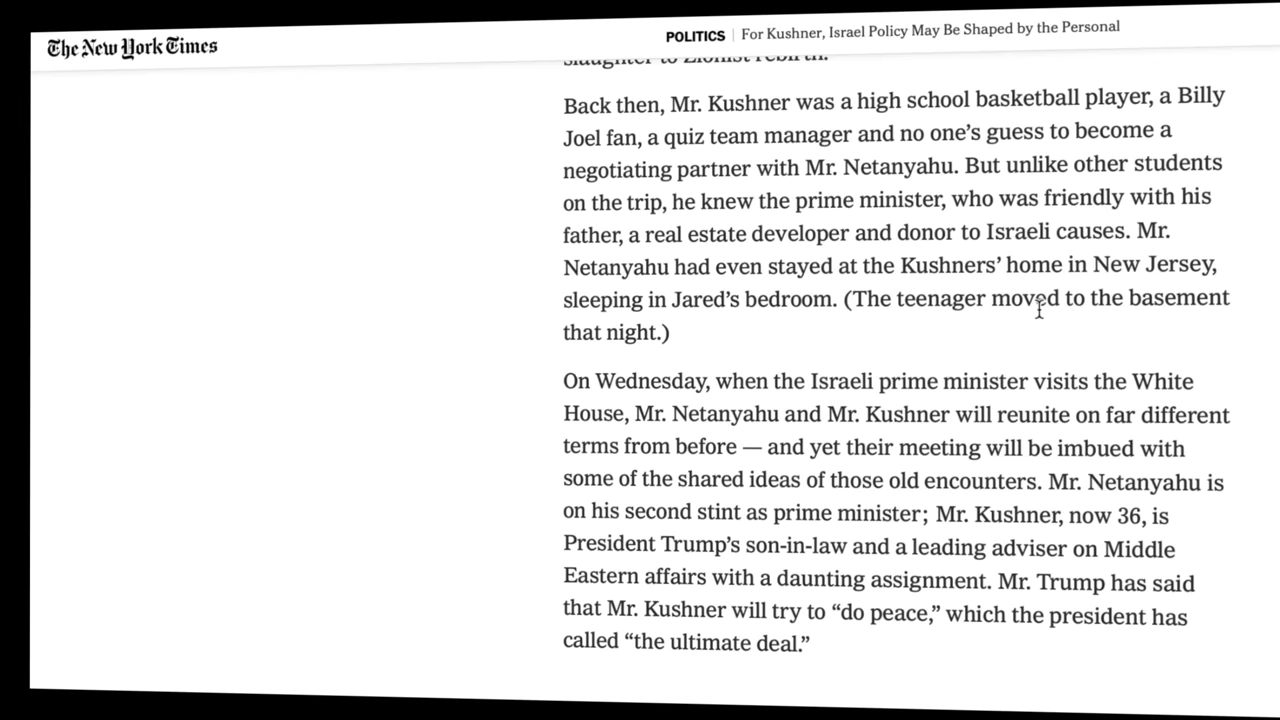 The New York Times
POLITICS | For Kushner, Israel Policy May Be Shaped by the Personal
slaughter to Zionist rebirth.
Back then, Mr. Kushner was a high school basketball player, a Billy
Joel fan, a quiz team manager and no one’s guess to become a
negotiating partner with Mr. Netanyahu. But unlike other students
on the trip, he knew the prime minister, who was friendly with his
father, a real estate developer and donor to Israeli causes. Mr.
Netanyahu had even stayed at the Kushners’ home in New Jersey,
sleeping in Jared’s bedroom. (The teenager moved to the basement
that night.)
On Wednesday, when the Israeli prime minister visits the White
House, Mr. Netanyahu and Mr. Kushner will reunite on far different
terms from before — and yet their meeting will be imbued with
some of the shared ideas of those old encounters. Mr. Netanyahu is
on his second stint as prime minister; Mr. Kushner, now 36, is
President Trump’s son-in-law and a leading adviser on Middle
Eastern affairs with a daunting assignment. Mr. Trump has said
that Mr. Kushner will try to “do peace,” which the president has
called “the ultimate deal.”